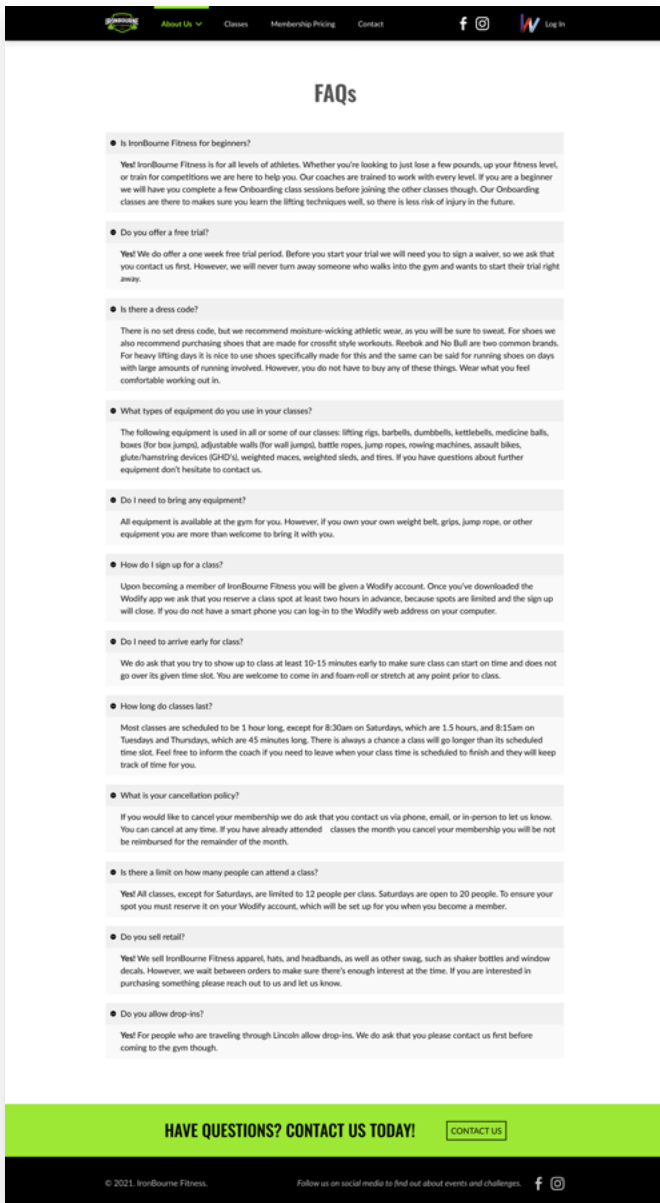 IRONBOURNE
About Us
Classes
Membership Pricing
Contact
Log In
FAQs
Is IronBourne Fitness for beginners?
Yes! IronBourne Fitness is for all levels of athletes. Whether you're looking to just lose a few pounds, up your fitness level,
or train for competitions we are here to help you. Our coaches are trained to work with every level. If you are a beginner
we will have you complete a few Onboarding class sessions before joining the other classes though. Our Onboarding
classes are there to makes sure you learn the lifting techniques well, so there is less risk of injury in the future.
Do you offer a free trial?
Yes! We do offer a one week free trial period. Before you start your trial we will need you to sign a waiver, so we ask that
you contact us first. However, we will never turn away someone who walks into the gym and wants to start their trial right
away.
Is there a dress code?
There is no set dress code, but we recommend moisture-wicking athletic wear, as you will be sure to sweat. For shoes we
also recommend purchasing shoes that are made for crossfit style workouts. Reebok and No Bull are two common brands.
For heavy lifting days it is nice to use shoes specifically made for this and the same can be said for running shoes on days
with large amounts of running involved. However, you do not have to buy any of these things. Wear what you feel
comfortable working out in.
What types of equipment do you use in your classes?
The following equipment is used in all or some of our classes: lifting rigs, barbells, dumbbells, kettlebells, medicine balls,
boxes (for box jumps), adjustable walls (for wall jumps), battle ropes, jump ropes, rowing machines, assault bikes,
glute/hamstring devices (GHD's), weighted maces, weighted sleds, and tires. If you have questions about further
equipment don't hesitate to contact us.
Do I need to bring any equipment?
All equipment is available at the gym for you. However, if you own your own weight belt, grips, jump rope, or other
equipment you are more than welcome to bring it with you.
How do I sign up for a class?
Upon becoming a member of IronBourne Fitness you will be given a Wodify account. Once you've downloaded the
Wodify app we ask that you reserve a class spot at least two hours in advance, because spots are limited and the sign up
will close. If you do not have a smart phone you can log-in to the Wodify web address on your computer.
Do I need to arrive early for class?
We do ask that you try to show up to class at least 10-15 minutes early to make sure class can start on time and does not
go over its given time slot. You are welcome to come in and foam-roll or stretch at any point prior to class.
How long do classes last?
Most classes are scheduled to be 1 hour long, except for 8:30am on Saturdays, which are 1.5 hours, and 8:15am on
Tuesdays and Thursdays, which are 45 minutes long. There is always a chance a class will go longer than its scheduled
time slot. Feel free to inform the coach if you need to leave when your class time is scheduled to finish and they will keep
track of time for you.
What is your cancellation policy?
If you would like to cancel your membership we do ask that you contact us via phone, email, or in-person to let us know.
You can cancel at any time. If you have already attended classes the month you cancel your membership you will be not
be reimbursed for the remainder of the month.
Is there a limit on how many people can attend a class?
Yes! All classes, except for Saturdays, are limited to 12 people per class. Saturdays are open to 20 people. To ensure your
spot you must reserve it on your Wodify account, which will be set up for you when you become a member.
Do you sell retail?
Yes! We sell IronBourne Fitness apparel, hats, and headbands, as well as other swag, such as shaker bottles and window
decals. However, we wait between orders to make sure there's enough interest at the time. If you are interested in
purchasing something please reach out to us and let us know.
Do you allow drop-ins?
Yes! For people who are traveling through Lincoln allow drop-ins. We do ask that you please contact us first before
coming to the gym though.
HAVE QUESTIONS? CONTACT US TODAY!
CONTACT US
© 2021. IronBourne Fitness.
Follow us on social media to find out about events and challenges.